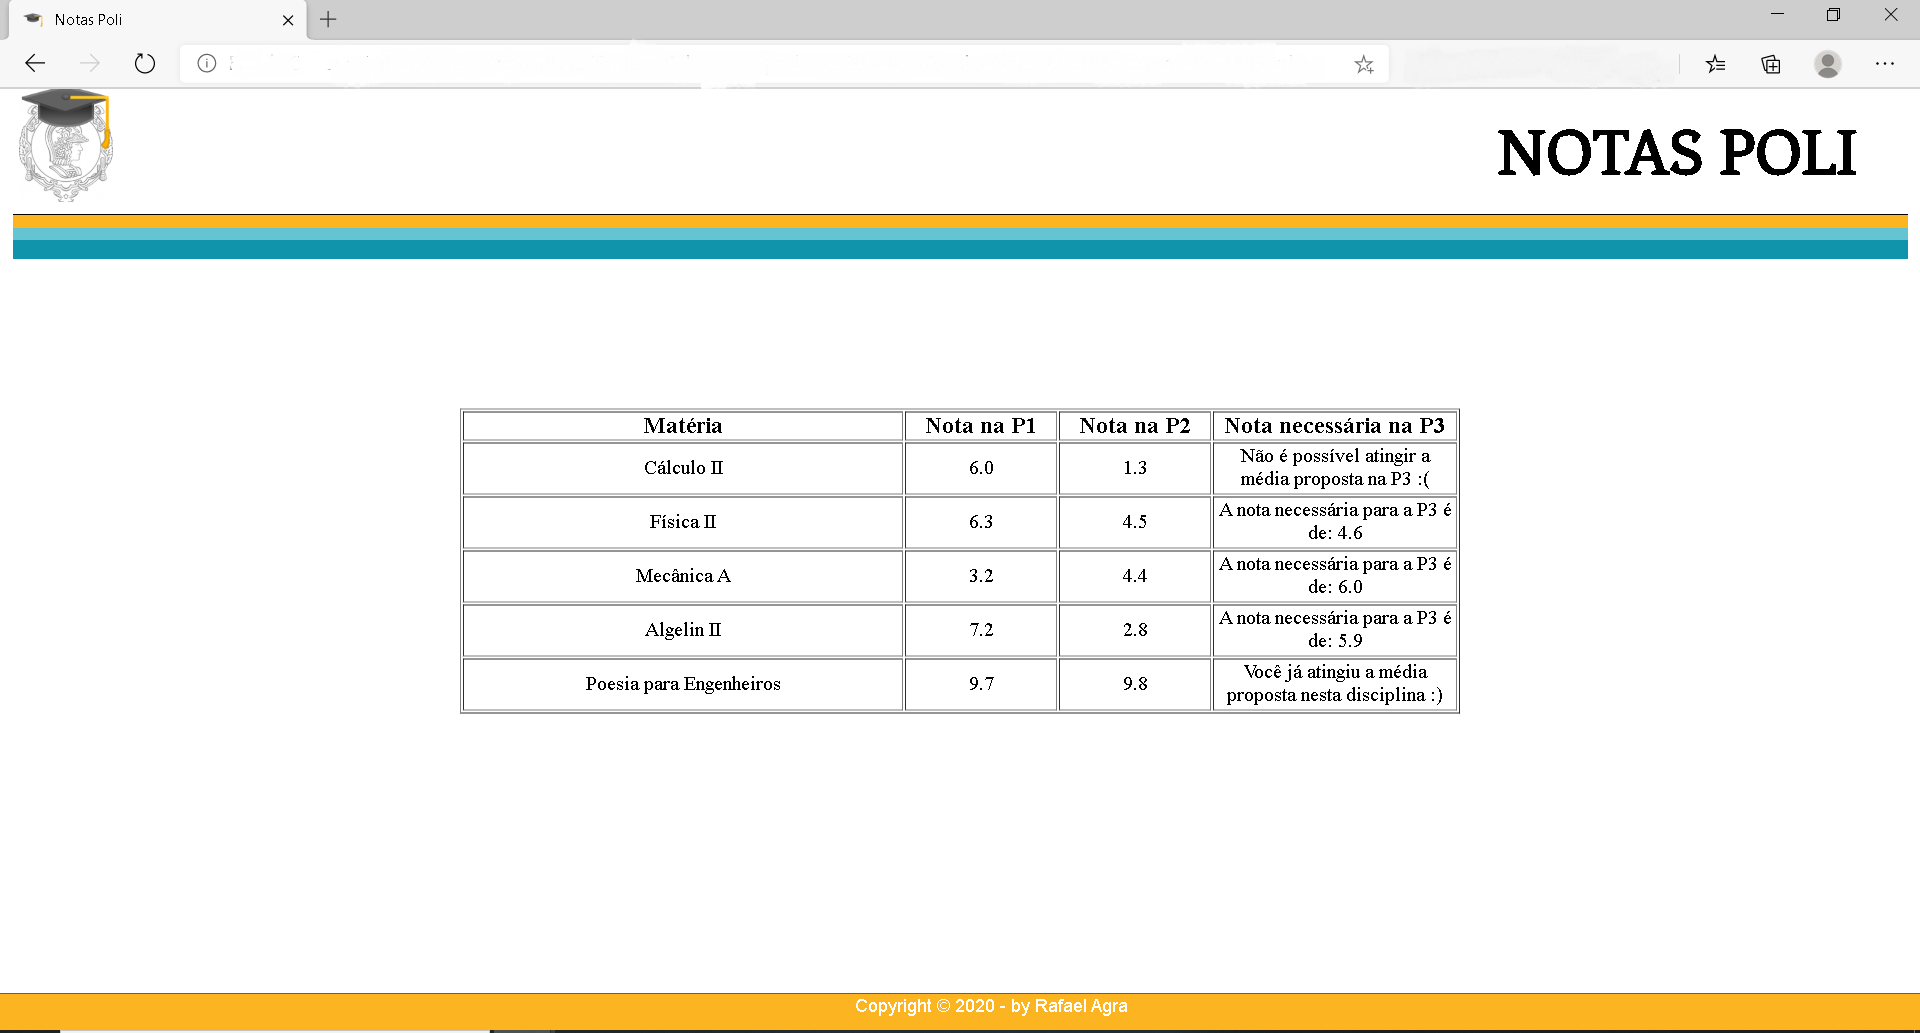 Notas Poli
NOTAS POLI
Matéria Nota na P1 Nota na P2 Nota necessária na P3
Cálculo II 6.0 1.3 Não é possível atingir a
média proposta na P3 :(
Física II 6.3 4.5 A nota necessária para a P3 é
de: 4.6
Mecânica A 3.2 4.4 A nota necessária para a P3 é
de: 6.0
Algelin II 7.2 2.8 A nota necessária para a P3 é
de: 5.9
Poesia para Engenheiros 9.7 9.8 Você já atingiu a média
proposta nesta disciplina :)
Copyright © 2020 - by Rafael Agra